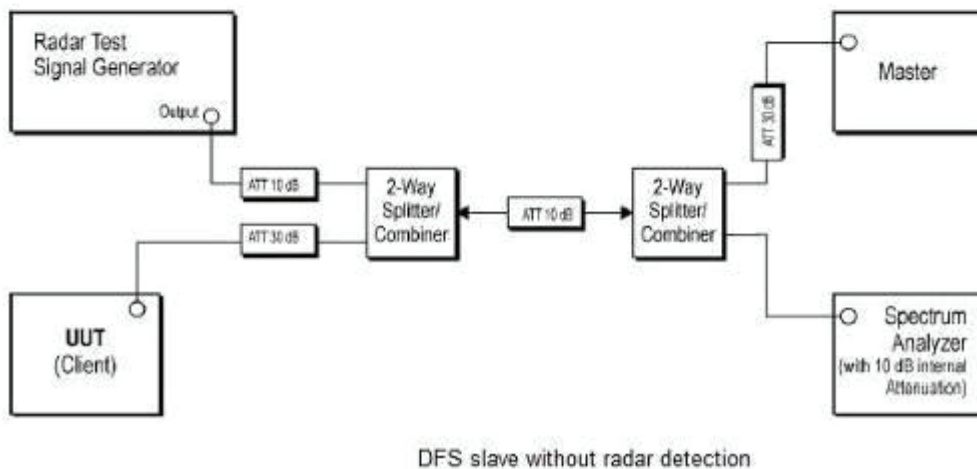 Radar Test
Signal Generator
Output
Master
ATT 30 dB
ATT 10 dB
2-Way
Splitter/
Combiner
ATT 10 dB
2-Way
Splitter/
Combiner
ATT 30 dB
UUT
(Client)
Spectrum
Analyzer
(with 10 dB internal
Attenuation)
DFS slave without radar detection